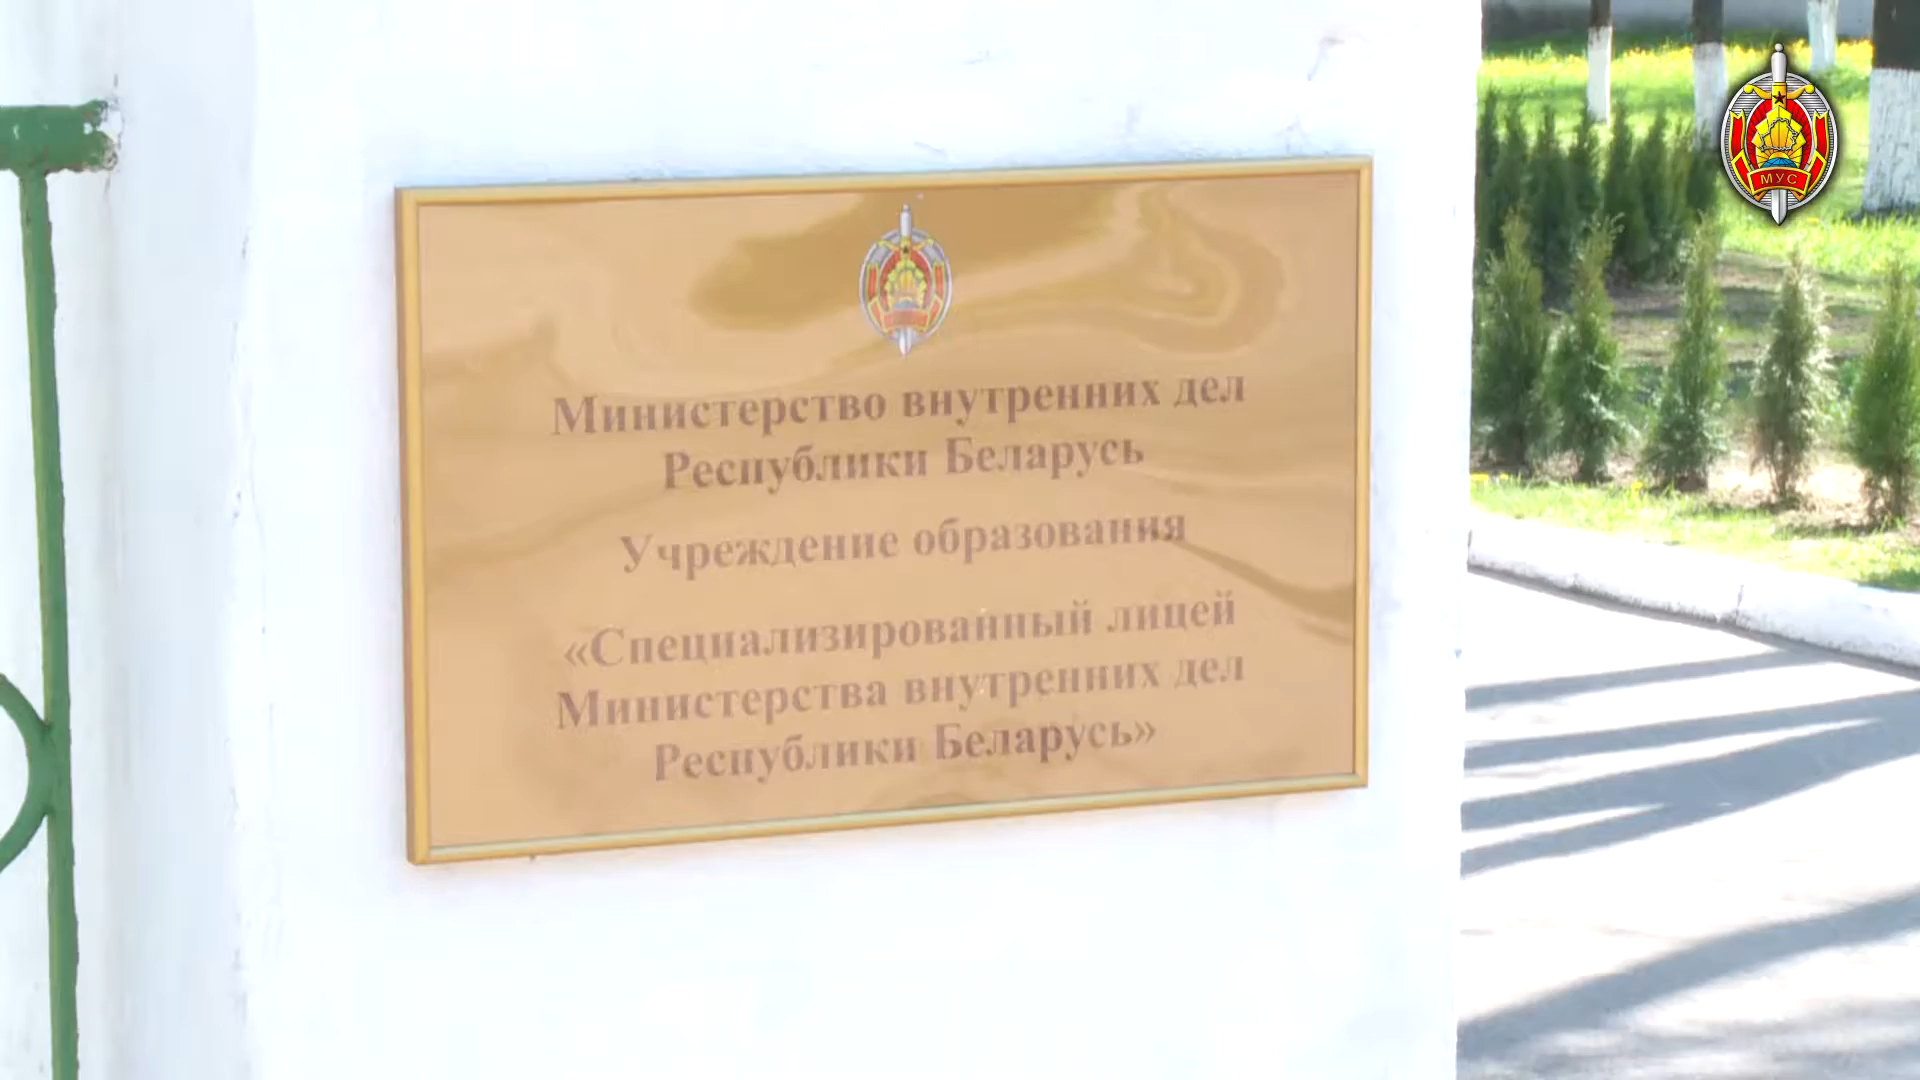 МУС
Министерство внутренних дел
Республики Беларусь
Учреждение образования
«Специализированный лицей
Министерства внутренних дел
Республики Беларусь»